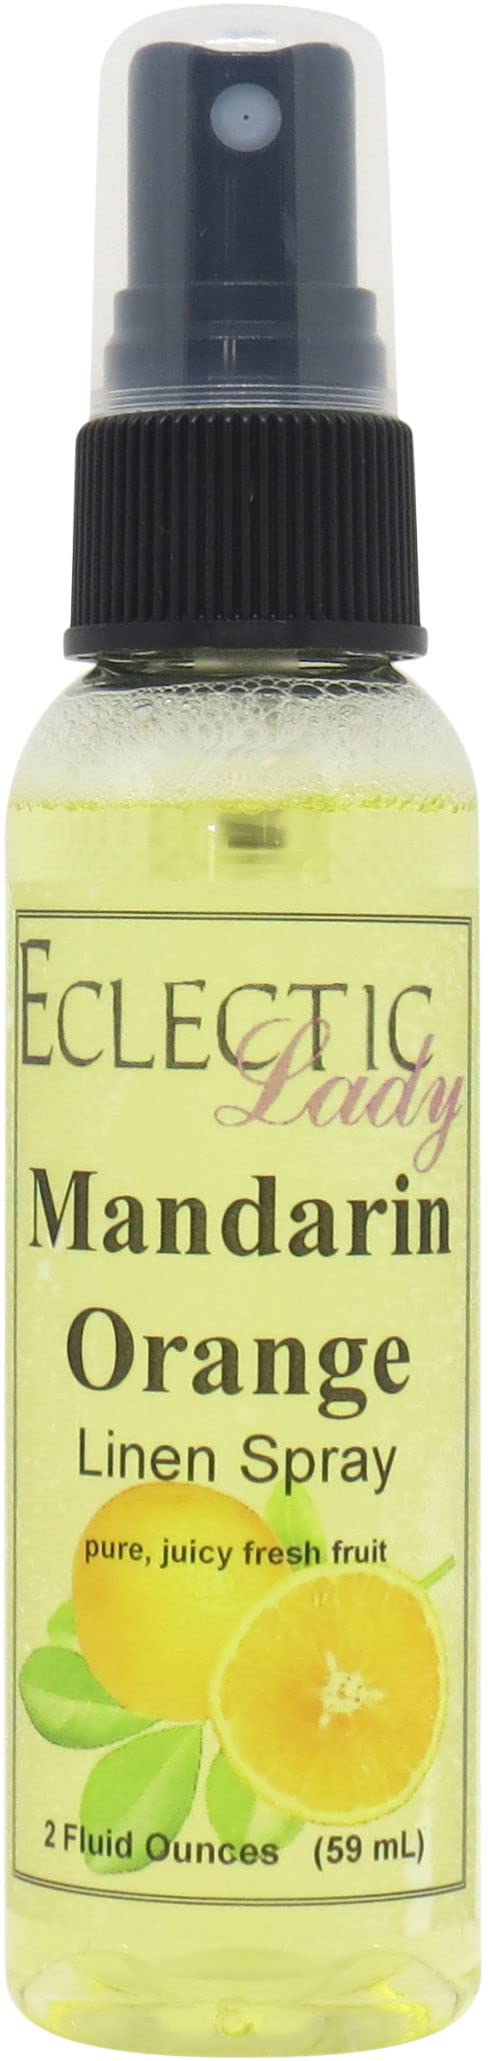 ECLECTIC
Lady
Mandarin
Orange
Linen Spray
pure, juicy fresh fruit
2 Fluid Ounces (59 mL)